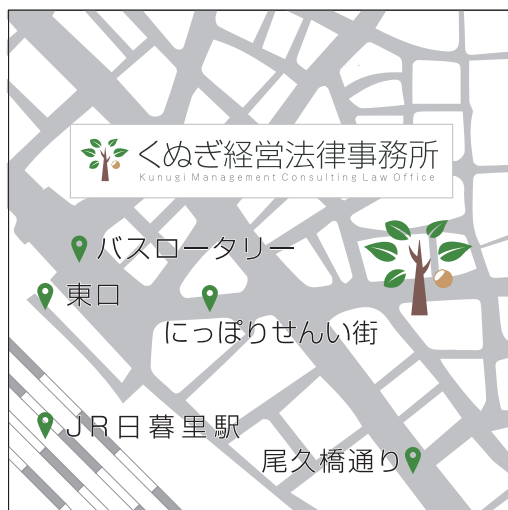 くぬぎ経営法律事務所
Kunugi Management Consulting Law Office
バスロータリー
東口
にっぽりせんい街
JR日暮里駅
尾久橋通り